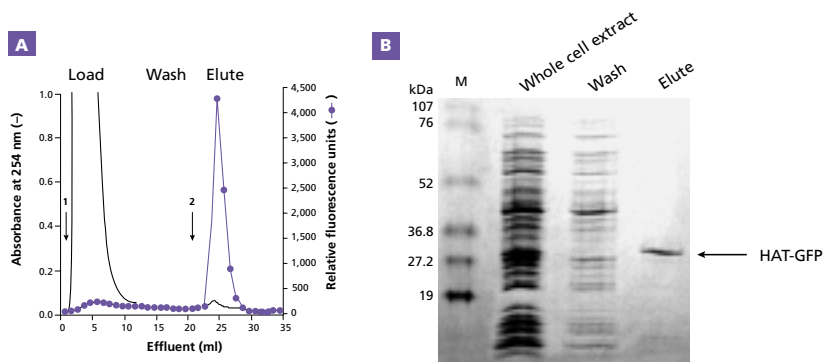 A
Load Wash Elute
Absorbance at 254 nm (–)
1.0
0.8
0.6
0.4
0.2
0.0
1
2
4,500
4,000
3,500
3,000
2,500
2,000
1,500
1,000
500
0
Relative fluorescence units ( )
0 5 10 15 20 25 30 35
Effluent (ml)
B
kDa
M
Whole cell extract
Wash
Elute
107
76
52
36.8
27.2
19
HAT-GFP